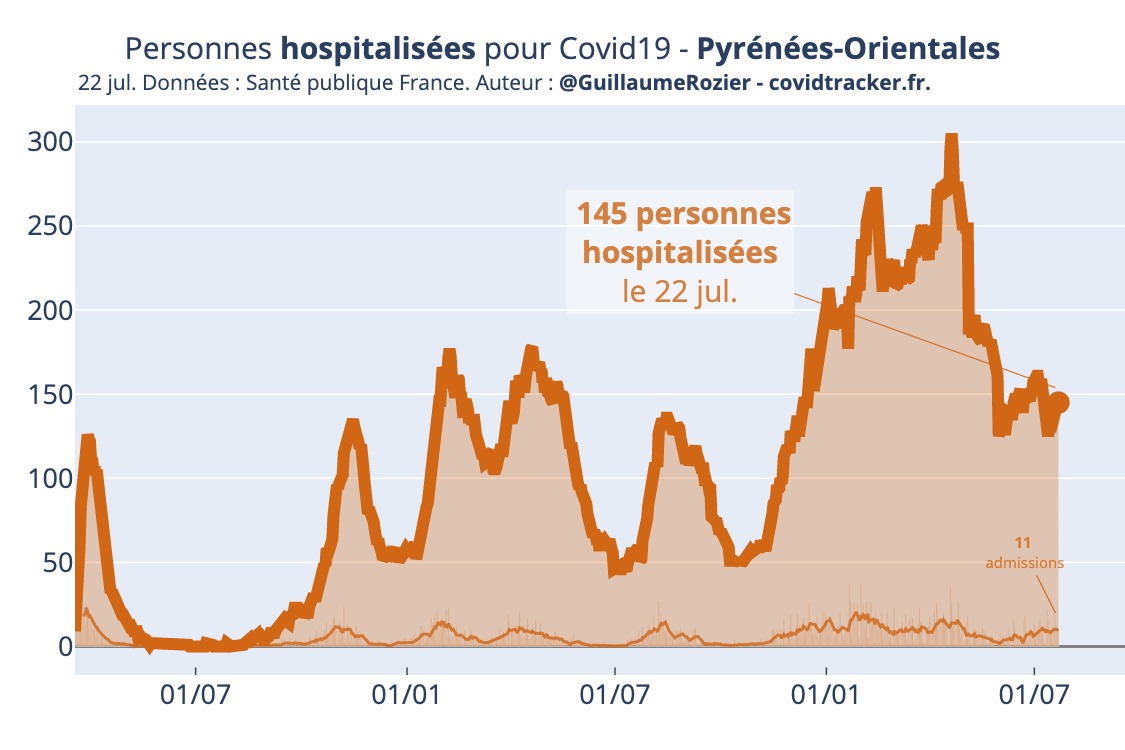 Personnes hospitalisées pour Covid19 - Pyrénées-Orientales
22 jul. Données : Santé publique France. Auteur : @GuillaumeRozier - covidtracker.fr.
300
250
200
150
100
50
0
145 personnes
hospitalisées
le 22 jul.
11
admissions
01/07
01/01
01/07
01/01
01/07